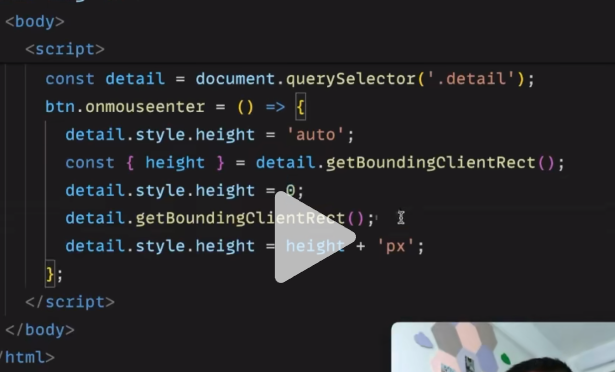 <body>
<script>
const detail = document.querySelector('.detail');
btn.onmouseenter = () => {
detail.style.height = 'auto';
const { height } = detail.getBoundingClientRect();
detail.style.height = 0;
detail.getBoundingClientRect();
detail.style.height = height + 'px';
};
</script>
</body>
/html>